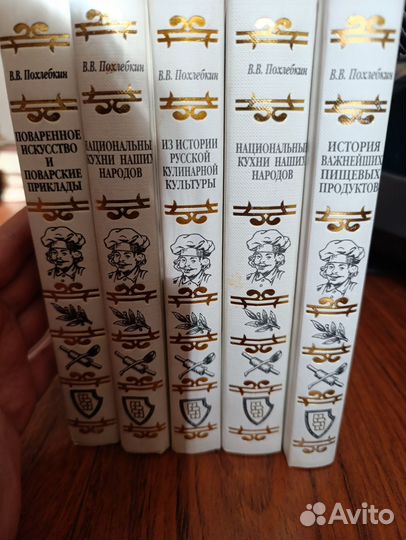 В.В. Похлебкин
ПОВАРЕННОЕ
ИСКУССТВО
И
ПОВАРСКИЕ
ПРИКЛАДЫ
В.В. Похлебкин
НАЦИОНАЛЬНЫЕ
КУХНИ НАШИХ
НАРОДОВ
В.В. Похлебкин
ИЗ ИСТОРИИ
РУССКОЙ
КУЛИНАРНОЙ
КУЛЬТУРЫ
В.В. Похлебкин
НАЦИОНАЛЬНЫЕ
КУХНИ НАШИХ
НАРОДОВ
В.В. Похлебкин
ИСТОРИЯ
ВАЖНЕЙШИХ
ПИЩЕВЫХ
ПРОДУКТОВ
Avito